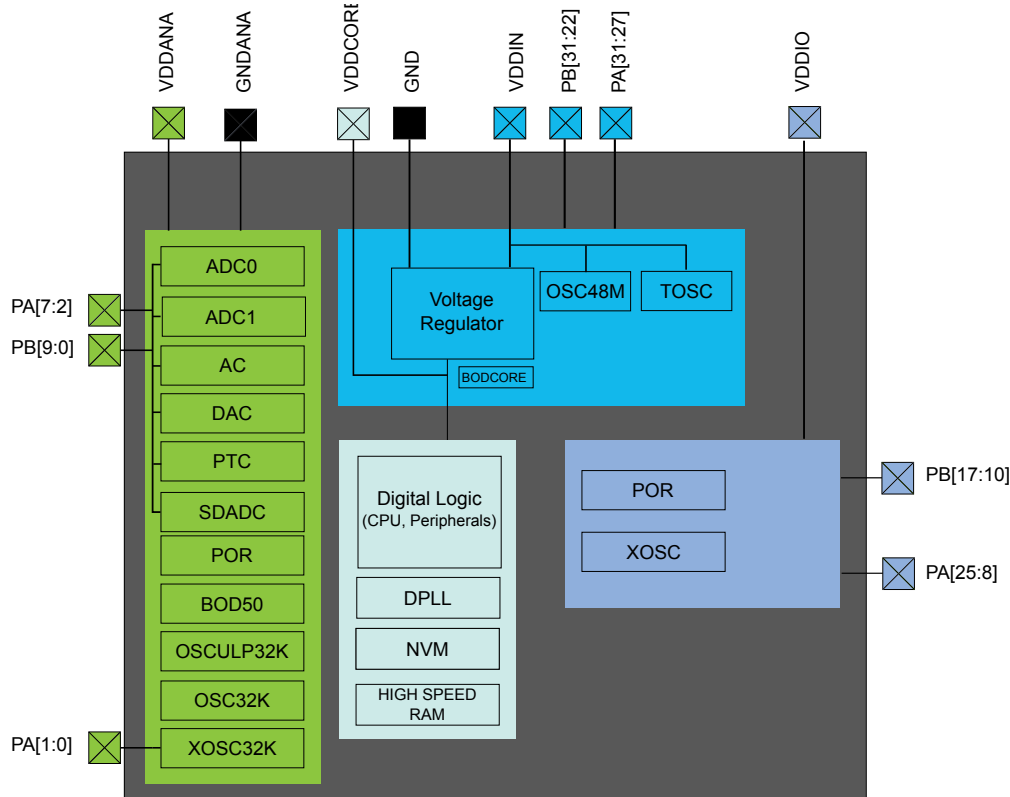 VDDANA
GNDANA
VDDCORE
GND
VDDIN
PB[31:22]
PA[31:27]
VDDIO
PA[7:2]
PB[9:0]
PA[1:0]
ADC0
ADC1
AC
DAC
PTC
SDADC
POR
BOD50
OSCULP32K
OSC32K
XOSC32K
Voltage
Regulator
OSC48M
TOSC
BODCORE
Digital Logic
(CPU, Peripherals)
DPLL
NVM
HIGH SPEED
RAM
POR
XOSC
PB[17:10]
PA[25:8]